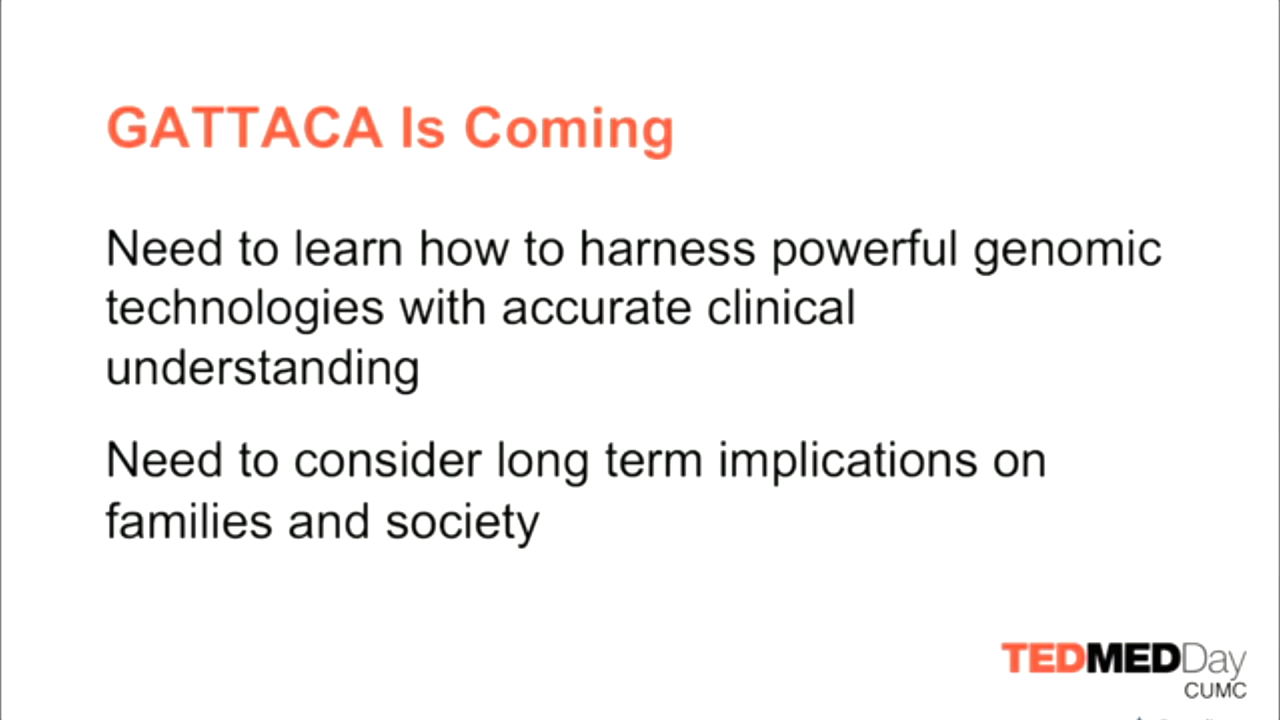 GATTACA Is Coming
Need to learn how to harness powerful genomic
technologies with accurate clinical
understanding
Need to consider long term implications on
families and society
TEDMEDDay
CUMC